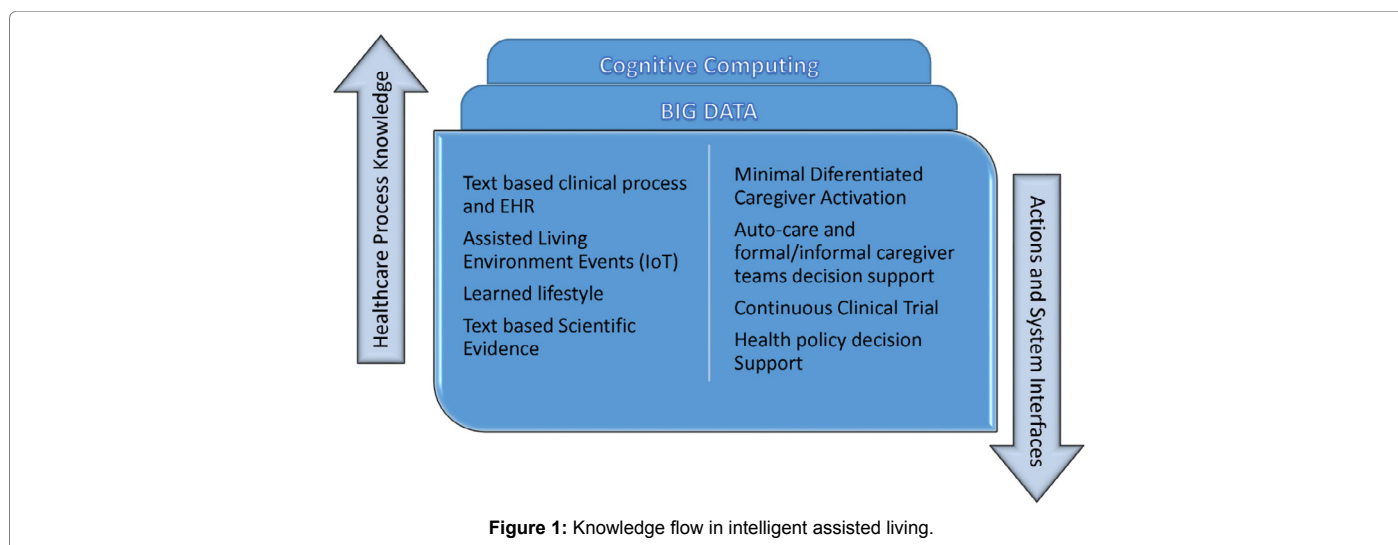 Cognitive Computing
BIG DATA
Healthcare Process Knowledge
Text based clinical process
and EHR
Assisted Living
Environment Events (IoT)
Learned lifestyle
Text based Scientific
Evidence
Minimal Diferentiated
Caregiver Activation
Auto-care and
formal/informal caregiver
teams decision support
Continuous Clinical Trial
Health policy decision
Support
Actions and System Interfaces
Figure 1: Knowledge flow in intelligent assisted living.